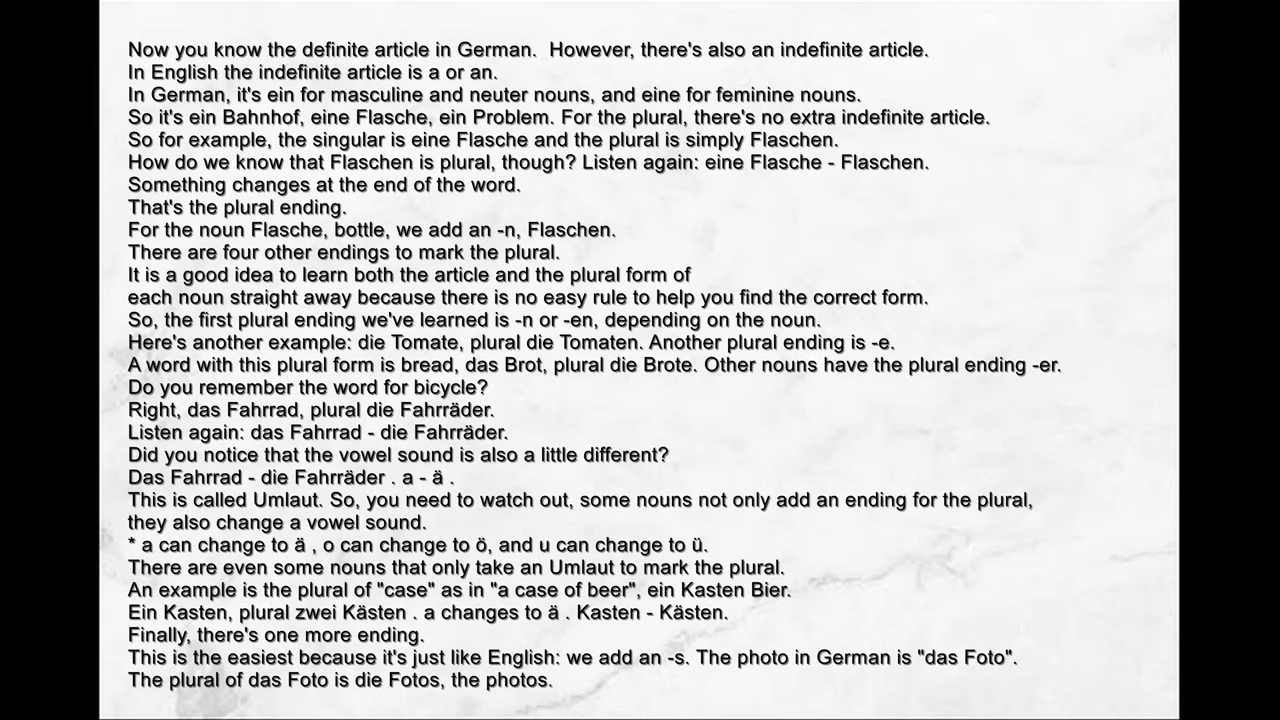 Now you know the definite article in German.  However, there's also an indefinite article.
In English the indefinite article is a or an.
In German, it's ein for masculine and neuter nouns, and eine for feminine nouns.
So it's ein Bahnhof, eine Flasche, ein Problem. For the plural, there's no extra indefinite article.
So for example, the singular is eine Flasche and the plural is simply Flaschen.
How do we know that Flaschen is plural, though? Listen again: eine Flasche - Flaschen.
Something changes at the end of the word.
That's the plural ending.
For the noun Flasche, bottle, we add an -n, Flaschen.
There are four other endings to mark the plural.
It is a good idea to learn both the article and the plural form of
each noun straight away because there is no easy rule to help you find the correct form.
So, the first plural ending we've learned is -n or -en, depending on the noun.
Here's another example: die Tomate, plural die Tomaten. Another plural ending is -e.
A word with this plural form is bread, das Brot, plural die Brote. Other nouns have the plural ending -er.
Do you remember the word for bicycle?
Right, das Fahrrad, plural die Fahrräder.
Listen again: das Fahrrad - die Fahrräder.
Did you notice that the vowel sound is also a little different?
Das Fahrrad - die Fahrräder . a - ä .
This is called Umlaut. So, you need to watch out, some nouns not only add an ending for the plural,
they also change a vowel sound.
* a can change to ä , o can change to ö, and u can change to ü.
There are even some nouns that only take an Umlaut to mark the plural.
An example is the plural of "case" as in "a case of beer", ein Kasten Bier.
Ein Kasten, plural zwei Kästen . a changes to ä . Kasten - Kästen.
Finally, there's one more ending.
This is the easiest because it's just like English: we add an -s. The photo in German is "das Foto".
The plural of das Foto is die Fotos, the photos.